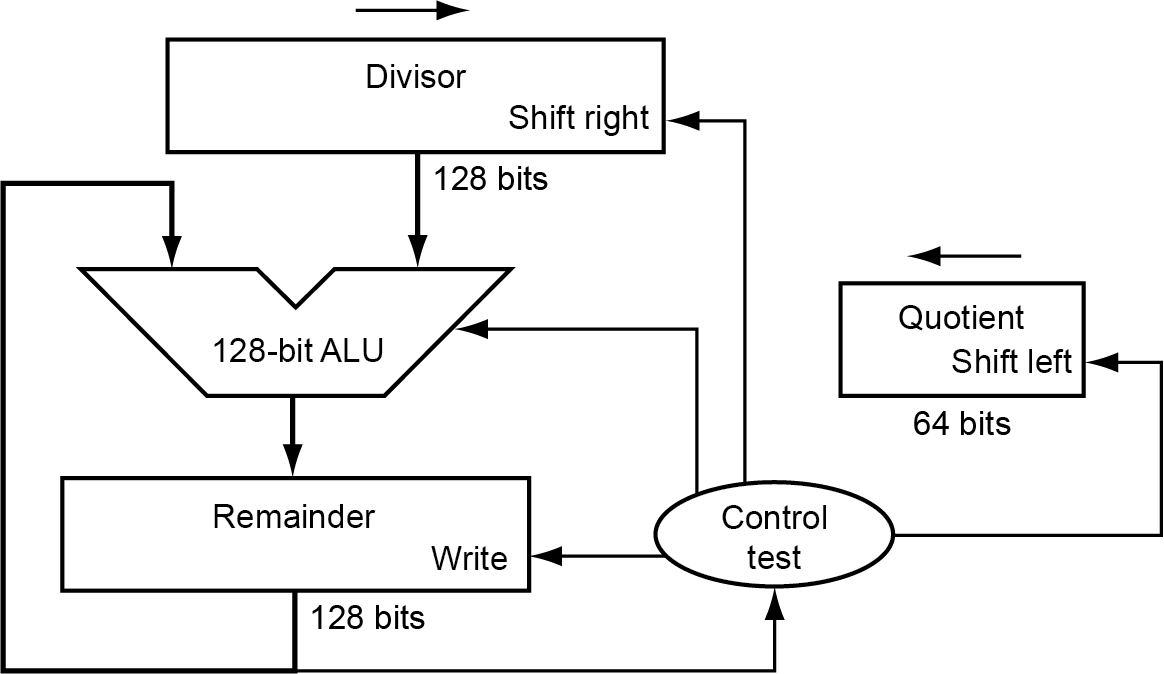 Divisor
Shift right
128 bits
128-bit ALU
Quotient
Shift left
64 bits
Remainder
Write
128 bits
Control
test